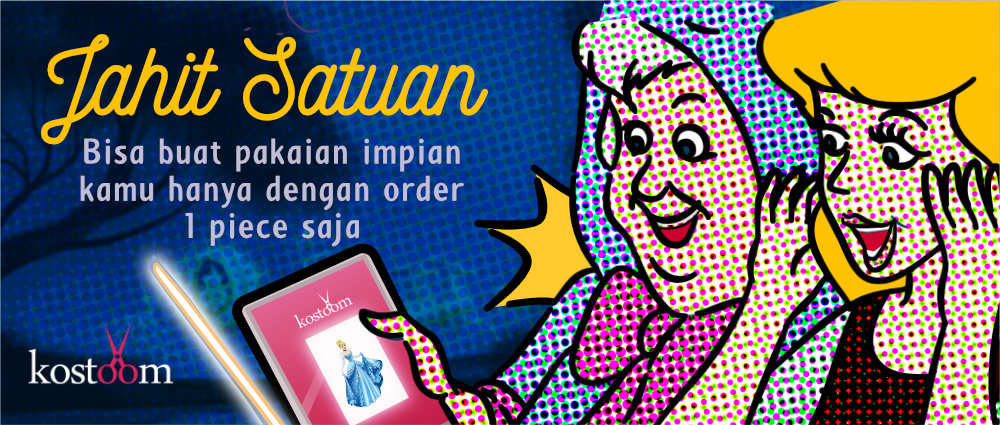 Jahit Satuan
Bisa buat pakaian impian
kamu hanya dengan order
1 piece saja
kostoom
kostoom